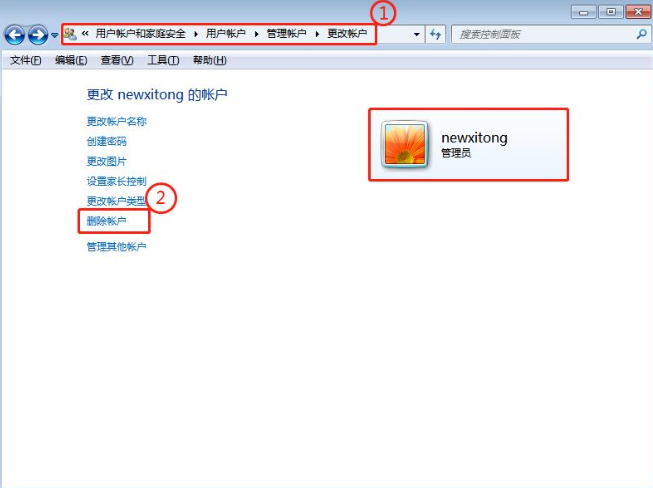 ①
« 用户帐户和家庭安全 ▸ 用户帐户 ▸ 管理帐户 ▸ 更改帐户
搜索控制面板
文件(F) 编辑(E) 查看(V) 工具(T) 帮助(H)
更改 newxitong 的帐户
更改帐户名称
创建密码
更改图片
设置家长控制
更改帐户类型
②
删除帐户
管理其他帐户
newxitong
管理员